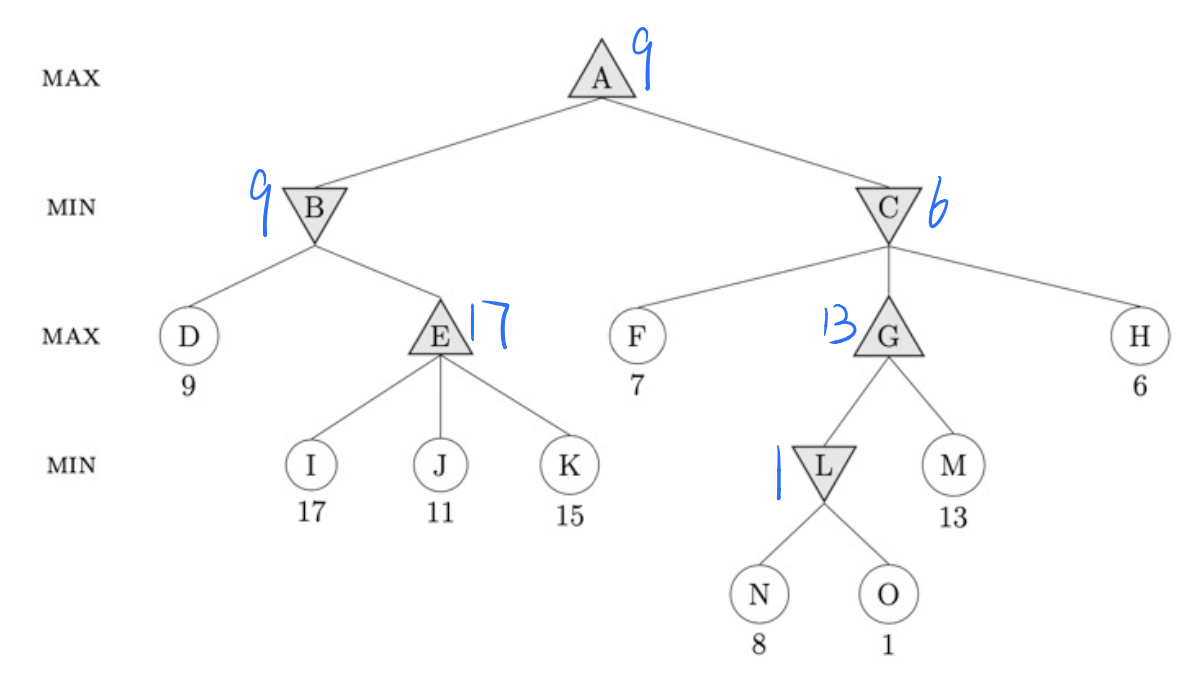 MAX A 9
MIN 9 B C 6
MAX D E 17 F 13 G H
9 7 6
MIN I J K 1 L M
17 11 15 13
N O
8 1